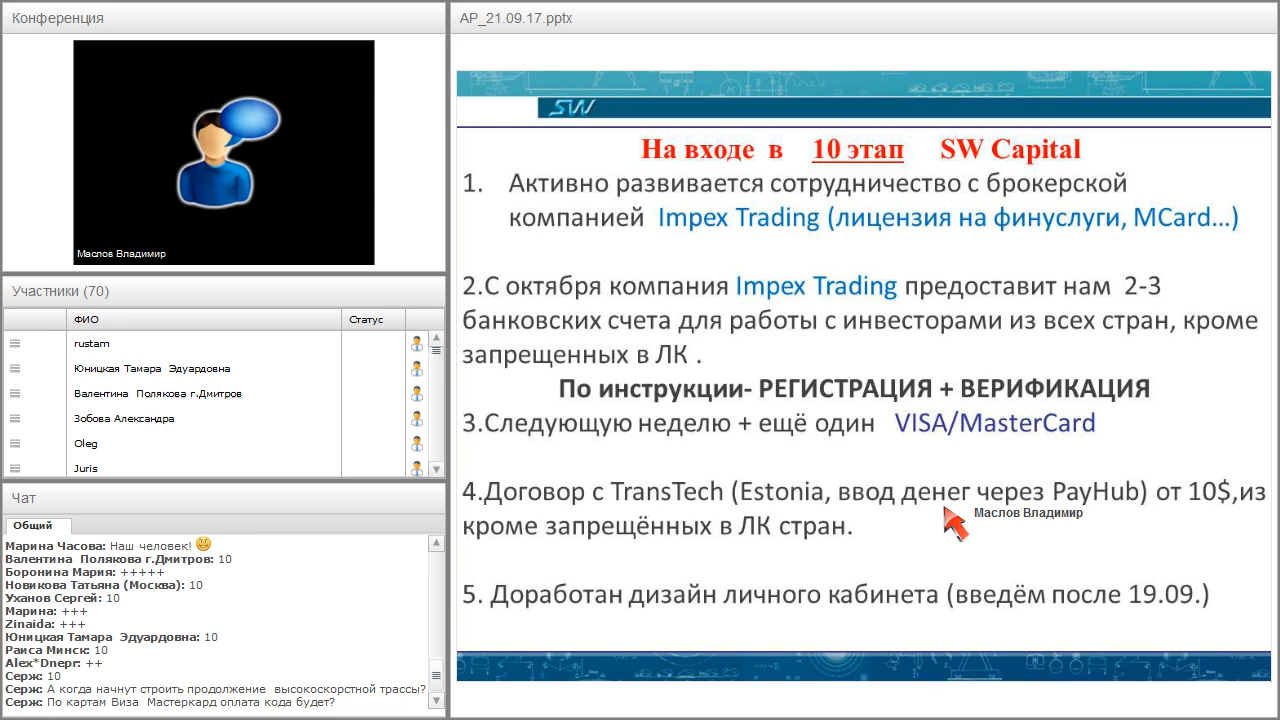 Конференция
Маслов Владимир
Участники (70)
ФИО Статус
rustam
Юницкая Тамара Эдуардовна
Валентина Полякова г.Дмитров
Зобова Александра
Oleg
Juris
Чат
Общий
Марина Часова: Наш человек!
Валентина Полякова г.Дмитров: 10
Боронина Мария: +++++
Новикова Татьяна (Москва): 10
Уханов Сергей: 10
Марина: +++
Zinaida: +++
Юницкая Тамара Эдуардовна: 10
Раиса Минск: 10
Alex*Dnepr: ++
Серж: 10
Серж: А когда начнут строить продолжение высокоскорстной трассы?
Серж: По картам Виза Мастеркард оплата кода будет?
AP_21.09.17.pptx
SW
На входе в 10 этап SW Capital
1. Активно развивается сотрудничество с брокерской
компанией Impex Trading (лицензия на финуслуги, MCard...)
2.С октября компания Impex Trading предоставит нам 2-3
банковских счета для работы с инвесторами из всех стран, кроме
запрещенных в ЛК .
По инструкции- РЕГИСТРАЦИЯ + ВЕРИФИКАЦИЯ
3.Следующую неделю + ещё один VISA/MasterCard
4.Договор с TransTech (Estonia, ввод денег через PayHub) от 10$,из
Маслов Владимир
кроме запрещённых в ЛК стран.
5. Доработан дизайн личного кабинета (введём после 19.09.)